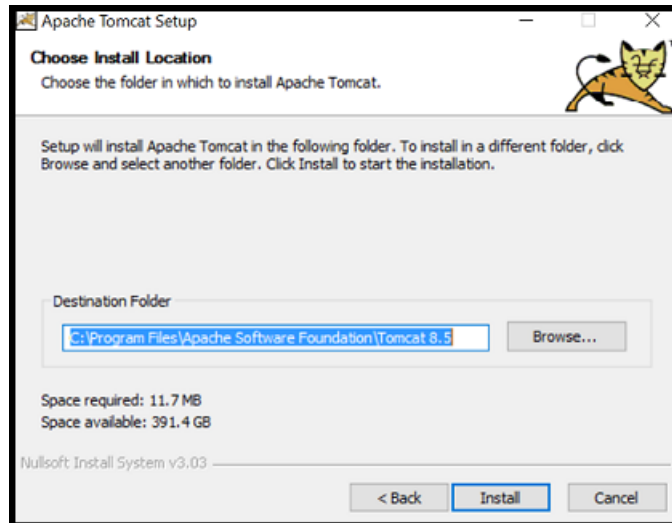 Apache Tomcat Setup
Choose Install Location
Choose the folder in which to install Apache Tomcat.
Setup will install Apache Tomcat in the following folder. To install in a different folder, click
Browse and select another folder. Click Install to start the installation.
Destination Folder
C:\Program Files\Apache Software Foundation\Tomcat 8.5
Browse...
Space required: 11.7 MB
Space available: 391.4 GB
Nullsoft Install System v3.03
< Back
Install
Cancel